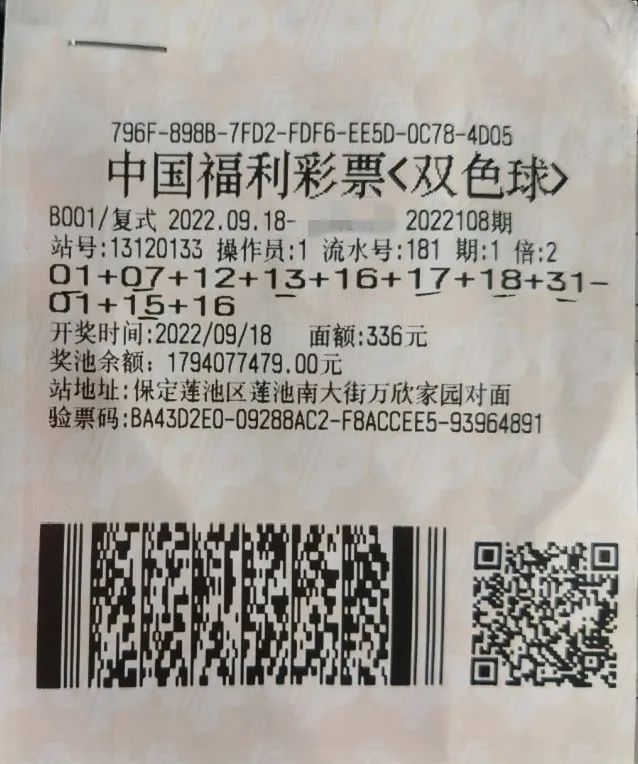 796F-898B-7FD2-FDF6-EE5D-0C78-4D05
中国福利彩票<双色球>
B001/复式 2022.09.18- 2022108期
站号:13120133 操作员:1 流水号:181 期:1 倍:2
01+07+12+13+16+17+18+31-
01+15+16
开奖时间:2022/09/18 面额:336元
奖池余额: 1794077479.00元
站地址:保定莲池区莲池南大街万欣家园对面
验票码:BA43D2E0-09288AC2-F8ACCEE5-93964891